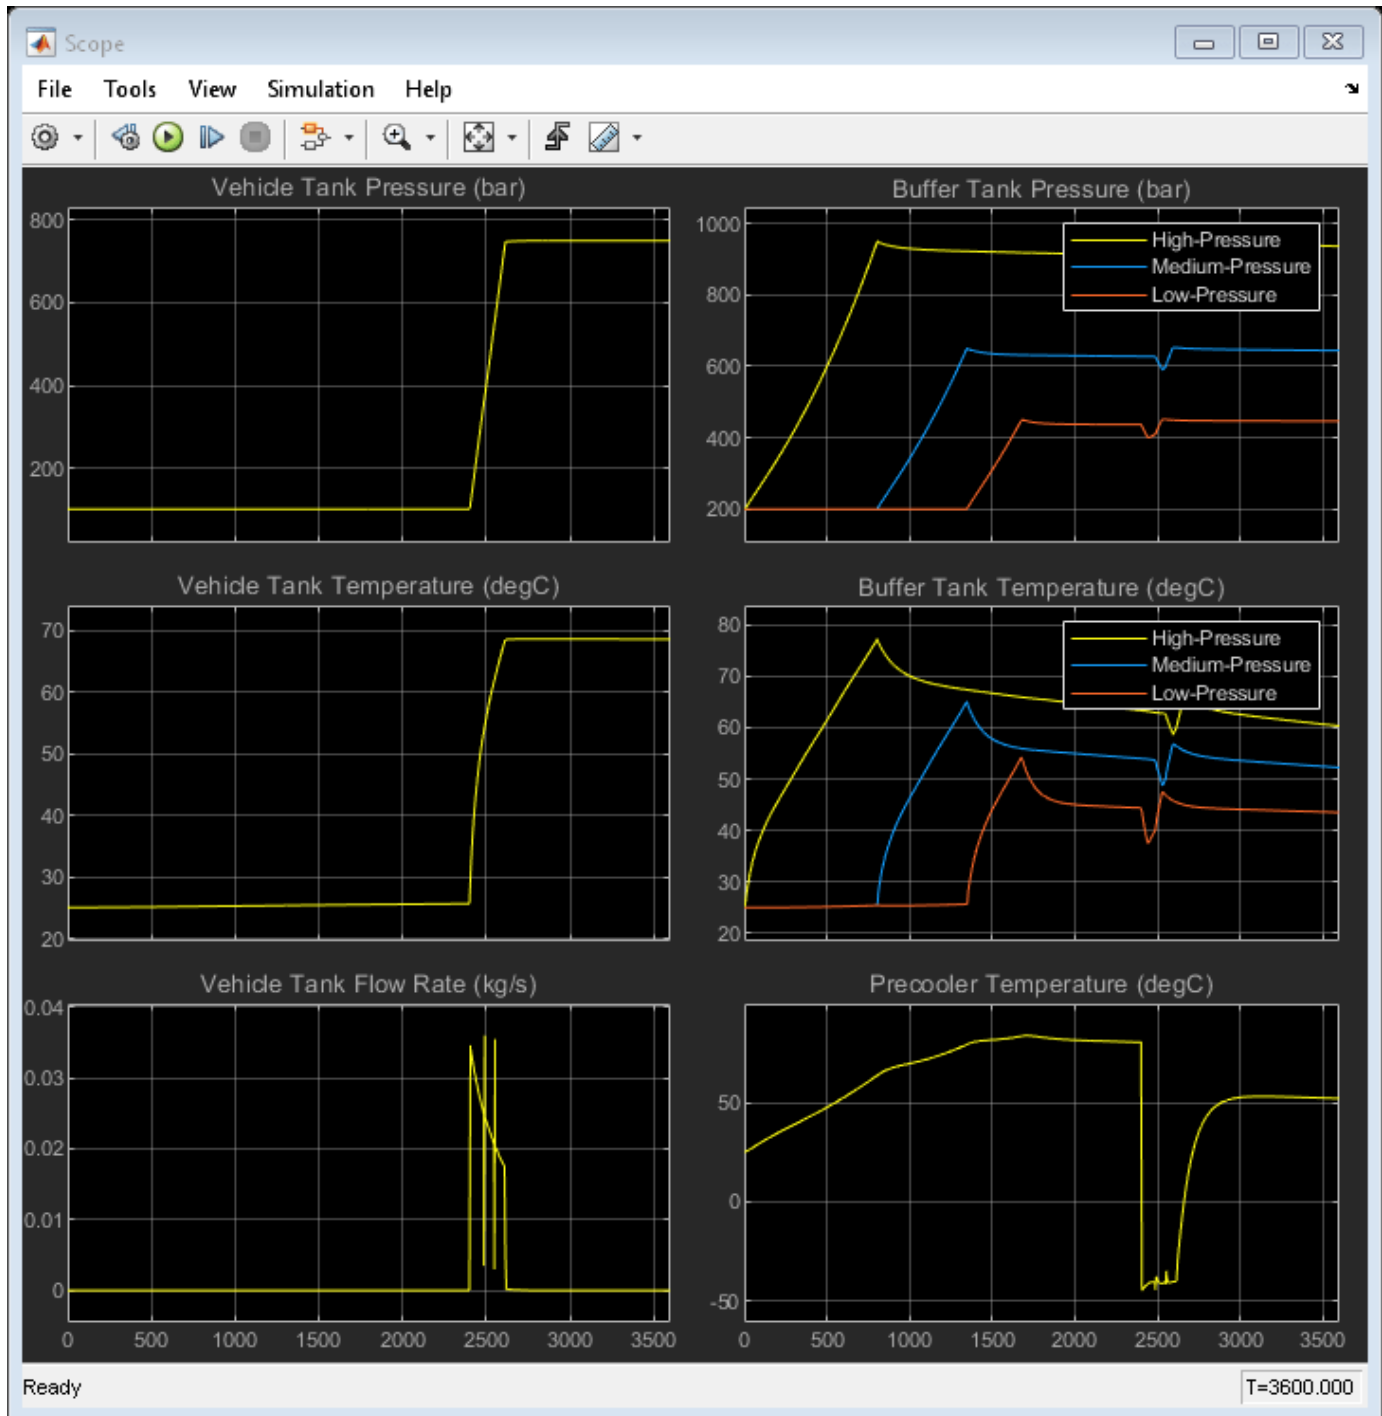 Scope
File Tools View Simulation Help
Vehicle Tank Pressure (bar)
800
600
400
200
Buffer Tank Pressure (bar)
1000
800
600
400
200
High-Pressure
Medium-Pressure
Low-Pressure
Vehicle Tank Temperature (degC)
70
60
50
40
30
20
Buffer Tank Temperature (degC)
80
70
60
50
40
30
20
High-Pressure
Medium-Pressure
Low-Pressure
Vehicle Tank Flow Rate (kg/s)
0.04
0.03
0.02
0.01
0
0 500 1000 1500 2000 2500 3000 3500
Precooler Temperature (degC)
50
0
-50
0 500 1000 1500 2000 2500 3000 3500
Ready T=3600.000